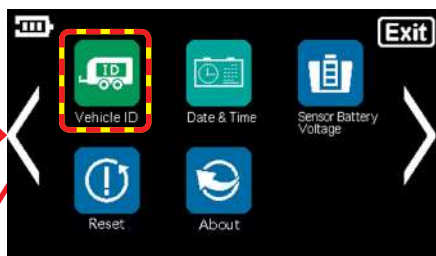 Exit
ID
Vehicle ID
Date & Time
Sensor Battery
Voltage
Reset
About